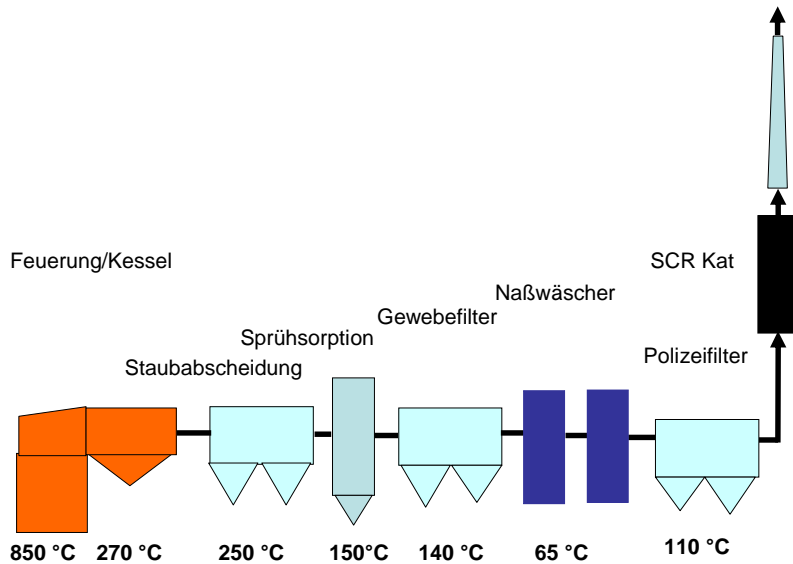 Feuerung/Kessel
SCR Kat
Naßwäscher
Gewebefilter
Sprühsorption
Polizeifilter
Staubabscheidung
850 °C
270 °C
250 °C
150°C
140 °C
65 °C
110 °C